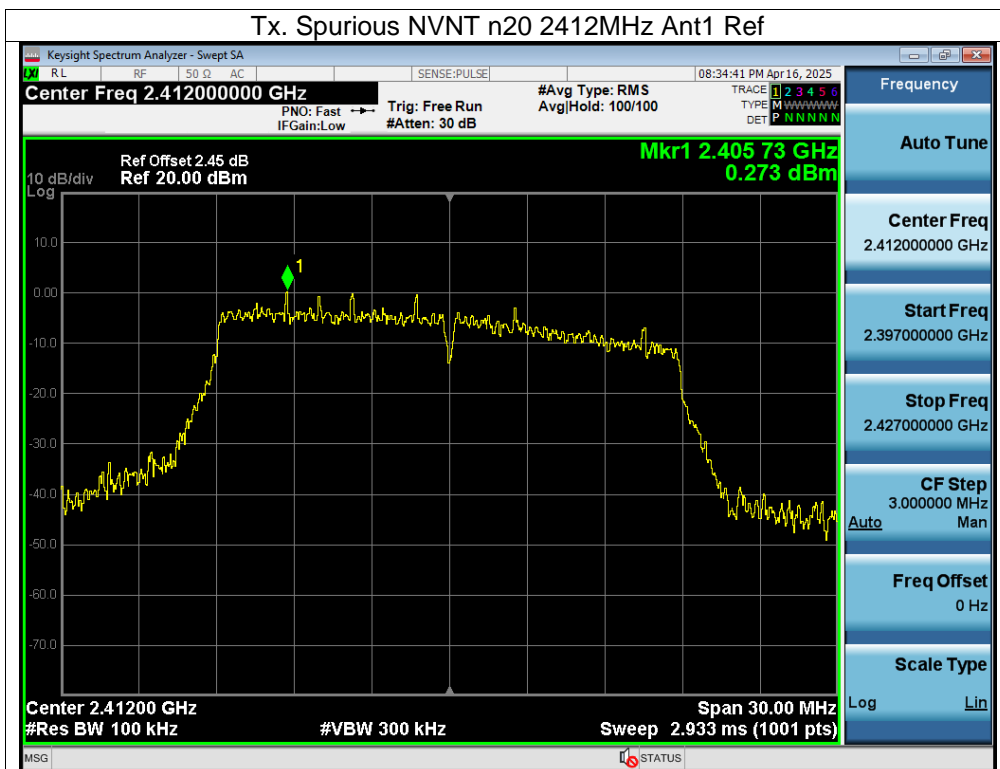 Tx. Spurious NVNT n20 2412MHz Ant1 Ref
Keysight Spectrum Analyzer - Swept SA
LXI RL RF 50 Ω AC SENSE:PULSE 08:34:41 PM Apr 16, 2025
Center Freq 2.412000000 GHz
PNO: Fast
IFGain:Low
Trig: Free Run
#Atten: 30 dB
#Avg Type: RMS
Avg|Hold: 100/100
TRACE 1 2 3 4 5 6
TYPE M WWWWW
DET P N N N N N
Frequency
Auto Tune
Center Freq
2.412000000 GHz
Start Freq
2.397000000 GHz
Stop Freq
2.427000000 GHz
CF Step
3.000000 MHz
Auto Man
Freq Offset
0 Hz
Scale Type
Log Lin
Mkr1 2.405 73 GHz
0.273 dBm
Ref Offset 2.45 dB
10 dB/div Ref 20.00 dBm
Log
10.0
0.00
-10.0
-20.0
-30.0
-40.0
-50.0
-60.0
-70.0
1
Center 2.41200 GHz Span 30.00 MHz
#Res BW 100 kHz #VBW 300 kHz Sweep 2.933 ms (1001 pts)
MSG STATUS